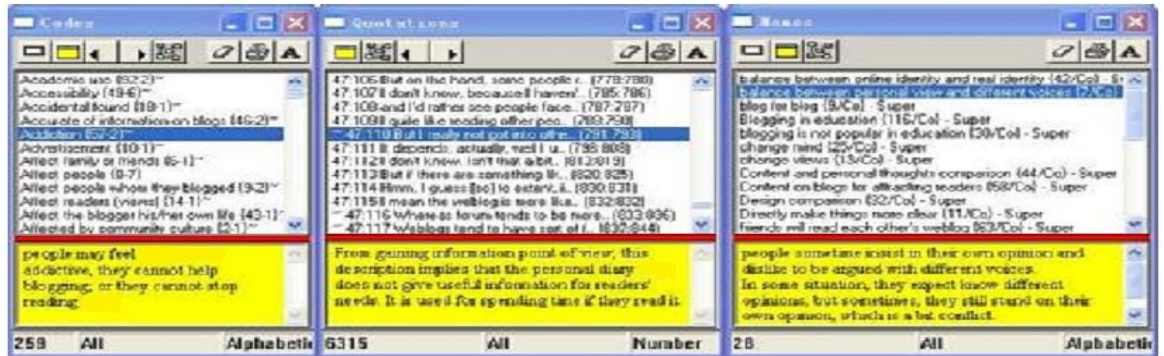 Codes
Academic use {92-2}~
Accessibility {49-6}~
Accidental found {18-1}~
Accurate of information on blogs {46-2}~
Addiction {57-2}~
Advertisement {10-1}~
Affect family or friends {6-1}~
Affect people {0-7}
Affect people whom they blogged {9-2}~
Affect readers (views) {14-1}~
Affect the blogger his/her own life {43-1}~
Affected by community culture {2-1}~
people may feel
addictive, they cannot help
blogging, or they cannot stop
reading
259 All Alphabetic
Quotations
47:106 But on the hand, some people r.. (778:780)
47:107 I don't know, because I haven'.. (785:786)
47:108 and I'd rather see people face.. (787:787)
47:109 I quite like reading other peo.. (789:790)
~ 47:110 But I really not got into othe.. (791:793)
47:111 It depends, actually, well I u.. (798:808)
47:112 I don't know. Isn't that a bit.. (813:819)
47:113 But if there are something lik.. (820:825)
47:114 Hmm, I guess [so] to extent, it.. (830:831)
47:115 I mean the weblog is more like.. (832:832)
~ 47:116 Whereas forum tends to be more.. (833:836)
~ 47:117 Weblogs tend to have sort of
From gaining information point of view, this
description implies that the personal diary
does not give useful information for readers'
needs. It is used for spending time if they read it
6315 All Number
Memos
balance between online identity and real identity {42/Co} - Su
balance between personal view and different voices {7/Co}
blog for blog {9/Co} - Super
Blogging in education {116/Co} - Super
blogging is not popular in education {30/Co} - Super
change mind {25/Co} - Super
change views {13/Co} - Super
Content and personal thoughts comparison {44/Co} - Super
Content on blogs for attracting readers {58/Co} - Super
Design comparison {32/Co} - Super
Directly make things more clear {11/Co} - Super
friends will read each other's weblog {63/Co} - Super
people sometime insist in their own opinion and
dislike to be argued with different voices.
In some situation, they expect know different
opinions, but sometimes, they still stand on their
own opinion, which is a bit conflict.
28 All Alphabetic